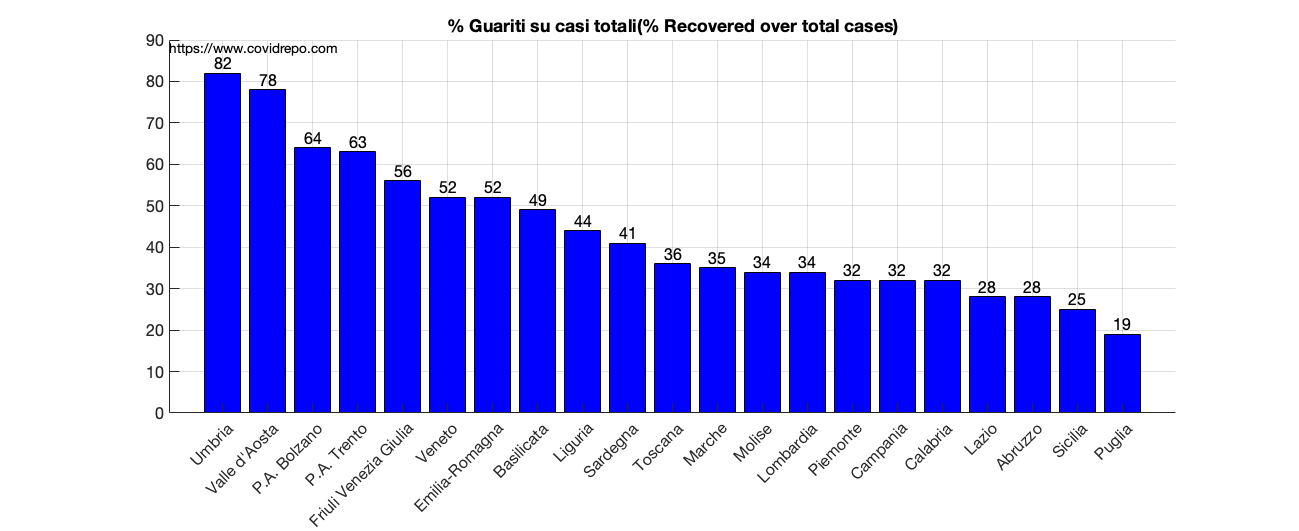 % Guariti su casi totali(% Recovered over total cases)
https://www.covidrepo.com
90
80
70
60
50
40
30
20
10
0
82
78
64
63
56
52
52
49
44
41
36
35
34
34
32
32
32
28
28
25
19
Umbria
Valle d'Aosta
P.A. Bolzano
P.A. Trento
Friuli Venezia Giulia
Veneto
Emilia-Romagna
Basilicata
Liguria
Sardegna
Toscana
Marche
Molise
Lombardia
Piemonte
Campania
Calabria
Lazio
Abruzzo
Sicilia
Puglia